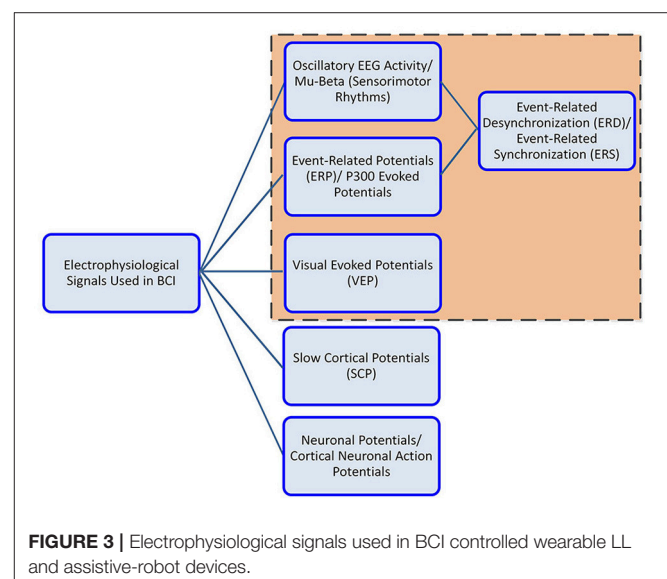 Oscillatory EEG Activity/
Mu-Beta (Sensorimotor
Rhythms)
Event-Related
Desynchronization (ERD)/
Event-Related
Synchronization (ERS)
Event-Related Potentials
(ERP)/ P300 Evoked
Potentials
Electrophysiological
Signals Used in BCI
Visual Evoked Potentials
(VEP)
Slow Cortical Potentials
(SCP)
Neuronal Potentials/
Cortical Neuronal Action
Potentials
FIGURE 3 | Electrophysiological signals used in BCI controlled wearable LL
and assistive-robot devices.